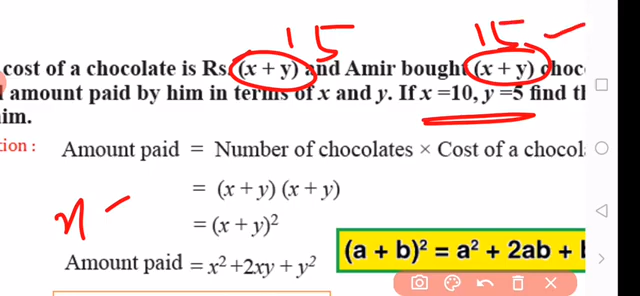 15 15
cost of a chocolate is Rs. (x + y) and Amir bought (x + y) choc
amount paid by him in terms of x and y. If x =10, y =5 find th
im.
tion : Amount paid = Number of chocolates × Cost of a chocol
= (x + y) (x + y)
= (x + y)²
Amount paid = x² +2xy + y²
(a + b)² = a² + 2ab +